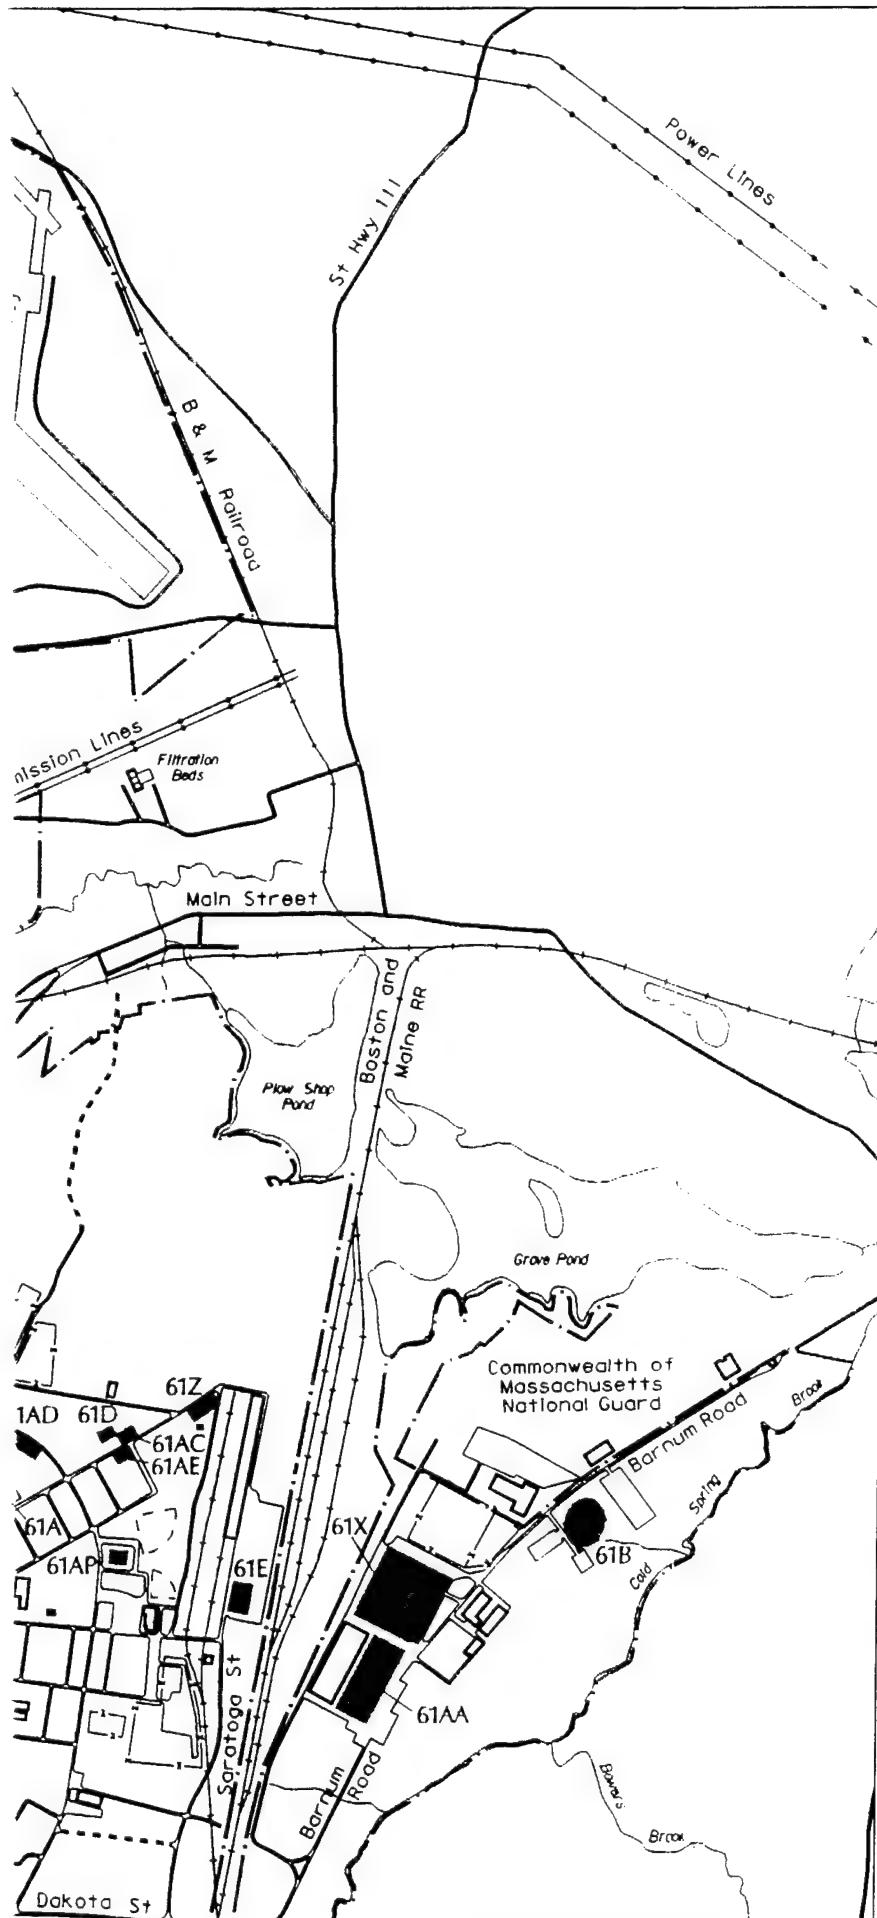 Power Lines
St Hwy 111
B & M Railroad
mission Lines
Filtration
Beds
Main Street
Boston and
Maine RR
Plow Shop
Pond
Grove Pond
Commonwealth of
Massachusetts
National Guard
Barnum Road
Brook
Spring
Cold
61Z
1AD
61D
61AC
61AE
61A
61AP
61E
61X
61B
61AA
Saratoga St
Barnum
Road
Bowers
Brook
Dakota St